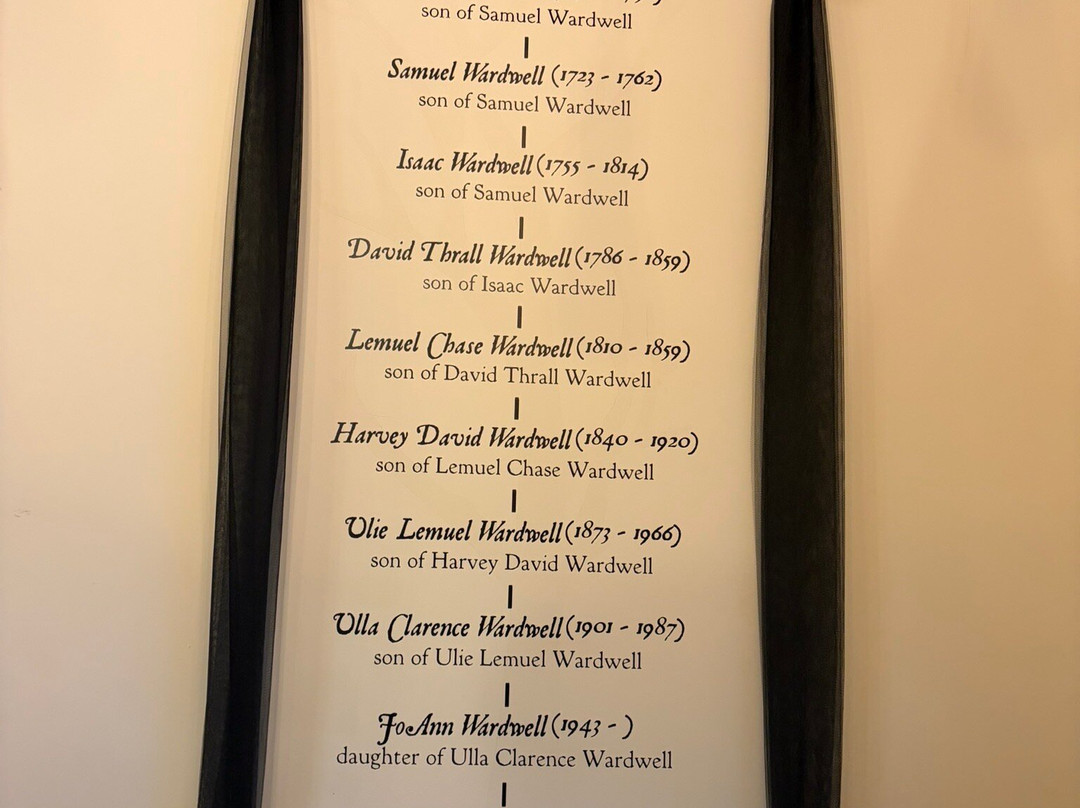 son of Samuel Wardwell
Samuel Wardwell (1723 - 1762)
son of Samuel Wardwell
Isaac Wardwell (1755 - 1814)
son of Samuel Wardwell
David Thrall Wardwell (1786 - 1859)
son of Isaac Wardwell
Lemuel Chase Wardwell (1810 - 1859)
son of David Thrall Wardwell
Harvey David Wardwell (1840 - 1920)
son of Lemuel Chase Wardwell
Ulie Lemuel Wardwell (1873 - 1966)
son of Harvey David Wardwell
Ulla Clarence Wardwell (1901 - 1987)
son of Ulie Lemuel Wardwell
JoAnn Wardwell (1943 - )
daughter of Ulla Clarence Wardwell